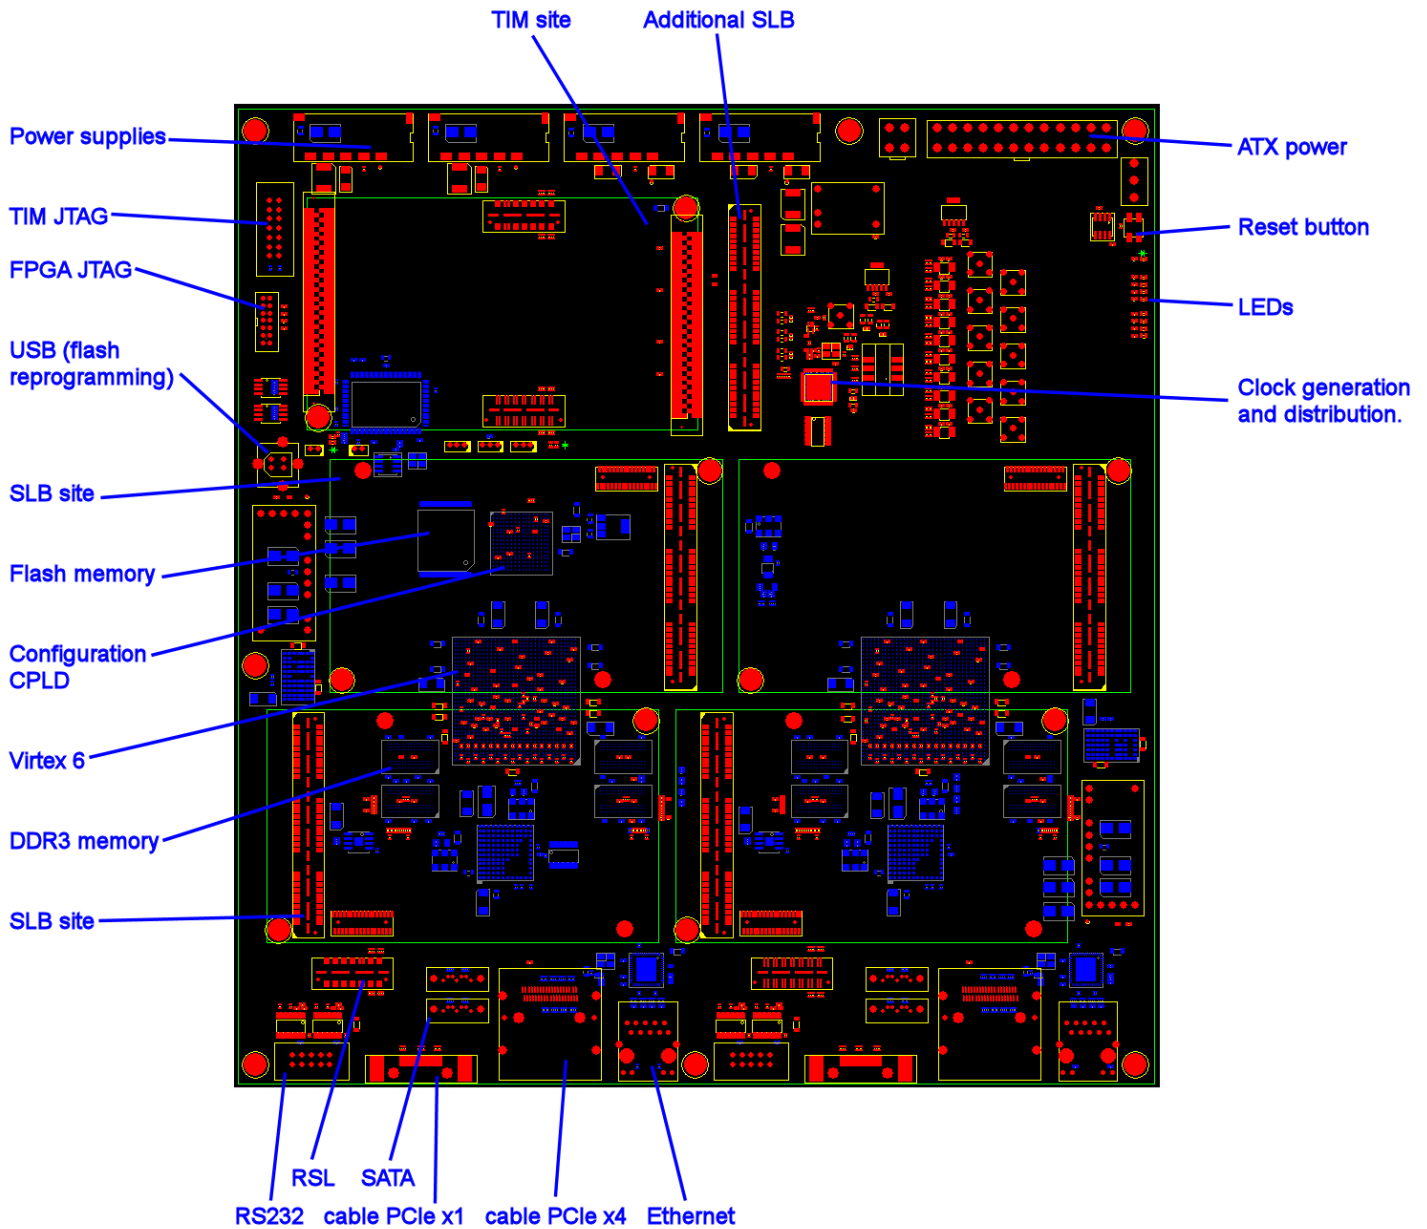 TIM site
Additional SLB
Power supplies
ATX power
TIM JTAG
Reset button
FPGA JTAG
LEDs
USB (flash
reprogramming)
Clock generation
and distribution.
SLB site
Flash memory
Configuration
CPLD
Virtex 6
DDR3 memory
SLB site
RSL
SATA
RS232
cable PCIe x1
cable PCIe x4
Ethernet